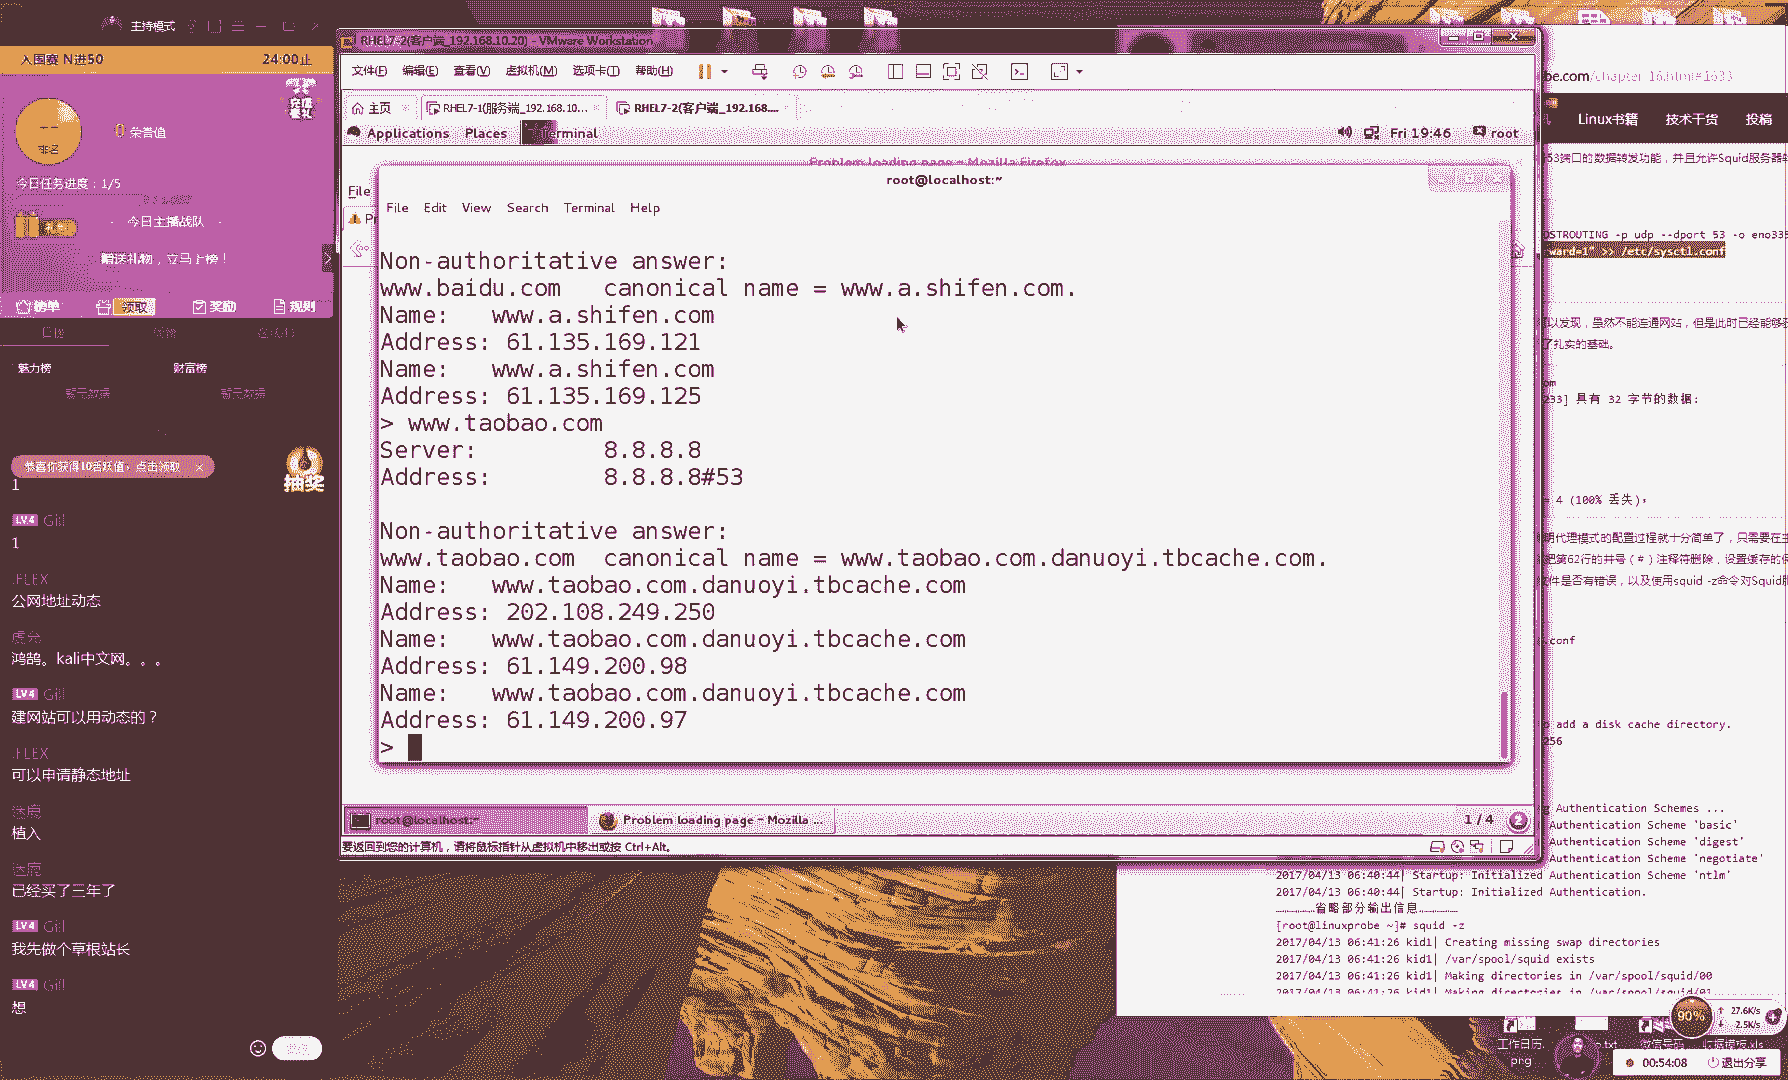 主持模式
入围赛 N进50 24:00止
荣誉值
排名
今日任务进度：1/5
今日主播战队
赠送礼物，立马上榜！
榜单 领取 奖励 规则
魅力榜 财富榜
暂无数据 暂无数据
恭喜你获得10活跃值，点击领取 ×
抽奖
1
LV.4 Gill
1
.FLEX
公网地址动态
鸿鹄。kali中文网。。。
LV.4 Gill
建网站可以用动态的？
.FLEX
可以申请静态地址
植入
已经买了三年了
LV.4 Gill
我先做个草根站长
LV.4 Gill
想
RHEL7-2(客户端_192.168.10.20) - VMware Workstation
文件(F) 编辑(E) 查看(V) 虚拟机(M) 选项卡(T) 帮助(H)
主页 RHEL7-1(服务端_192.168.10... RHEL7-2(客户端_192.168....
Applications Places Terminal Fri 19:46 root
Problem loading page - Mozilla Firefox
File
root@localhost:~
File Edit View Search Terminal Help
Non-authoritative answer:
www.baidu.com canonical name = www.a.shifen.com.
Name: www.a.shifen.com
Address: 61.135.169.121
Name: www.a.shifen.com
Address: 61.135.169.125
> www.taobao.com
Server: 8.8.8.8
Address: 8.8.8.8#53
Non-authoritative answer:
www.taobao.com canonical name = www.taobao.com.danuoyi.tbcache.com.
Name: www.taobao.com.danuoyi.tbcache.com
Address: 202.108.249.250
Name: www.taobao.com.danuoyi.tbcache.com
Address: 61.149.200.98
Name: www.taobao.com.danuoyi.tbcache.com
Address: 61.149.200.97
>
root@localhost:~ Problem loading page - Mozilla ... 1 / 4 2
要返回到您的计算机，请将鼠标指针从虚拟机中移出或按 Ctrl+Alt。
be.com/chapter-16.html#1633
Linux书籍 技术干货 投稿
53端口的数据转发功能，并且允许Squid服务器
OSTROUTING -p udp --dport 53 -o eno335
ward=1" >> /etc/sysctl.conf
以发现，虽然不能连通网站，但是此时已经能够
了扎实的基础。
om
233] 具有 32 字节的数据:
= 4 (100% 丢失)，
明代理模式的配置过程就十分简单了，只需要在主
把第62行的井号（#）注释符删除，设置缓存的保
件是否有错误，以及使用squid -z命令对Squid服
.conf
o add a disk cache directory.
256
g Authentication Schemes ...
Authentication Scheme 'basic'
Authentication Scheme 'digest'
Authentication Scheme 'negotiate'
2017/04/13 06:40:44| Startup: Initialized Authentication Scheme 'ntlm'
2017/04/13 06:40:44| Startup: Initialized Authentication.
………………省略部分输出信息………………
[root@linuxprobe ~]# squid -z
2017/04/13 06:41:26 kid1| Creating missing swap directories
2017/04/13 06:41:26 kid1| /var/spool/squid exists
2017/04/13 06:41:26 kid1| Making directories in /var/spool/squid/00
2017/04/13 06:41:26 kid1| Making directories in /var/spool/squid/01
90% 27.6K/s
2.5K/s
工作日历.png
00:54:08 退出分享